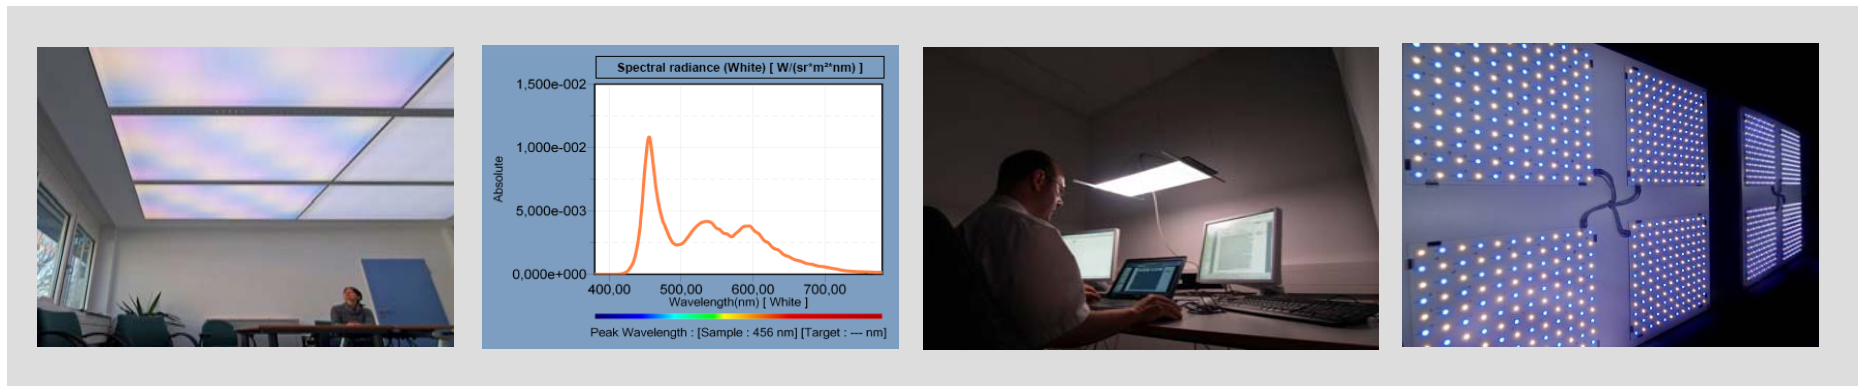 Spectral radiance (White) [ W/(sr*m²*nm) ]
1,500e-002
1,000e-002
5,000e-003
0,000e+000
Absolute
400,00 500,00 600,00 700,00
Wavelength(nm) [ White ]
Peak Wavelength : [Sample : 456 nm] [Target : --- nm]